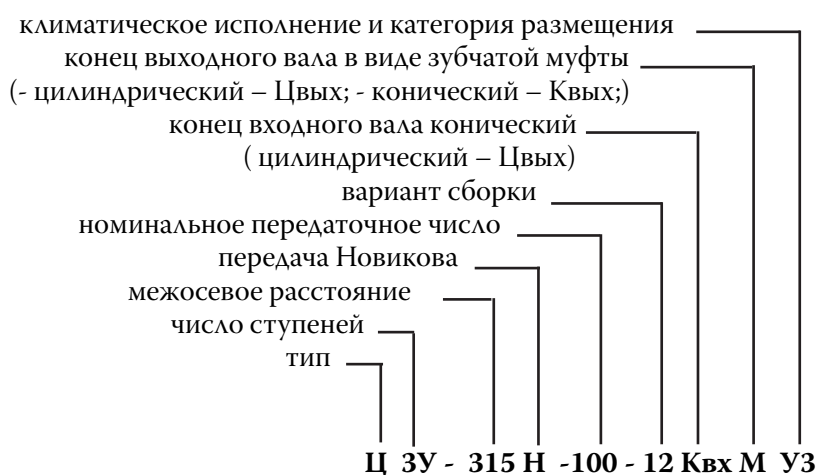 климатическое исполнение и категория размещения
конец выходного вала в виде зубчатой муфты
(- цилиндрический – Цвых; - конический – Квых;)
конец входного вала конический
( цилиндрический – Цвых)
вариант сборки
номинальное передаточное число
передача Новикова
межосевое расстояние
число ступеней
тип
Ц 3У - 315 Н -100 - 12 Квх М У3